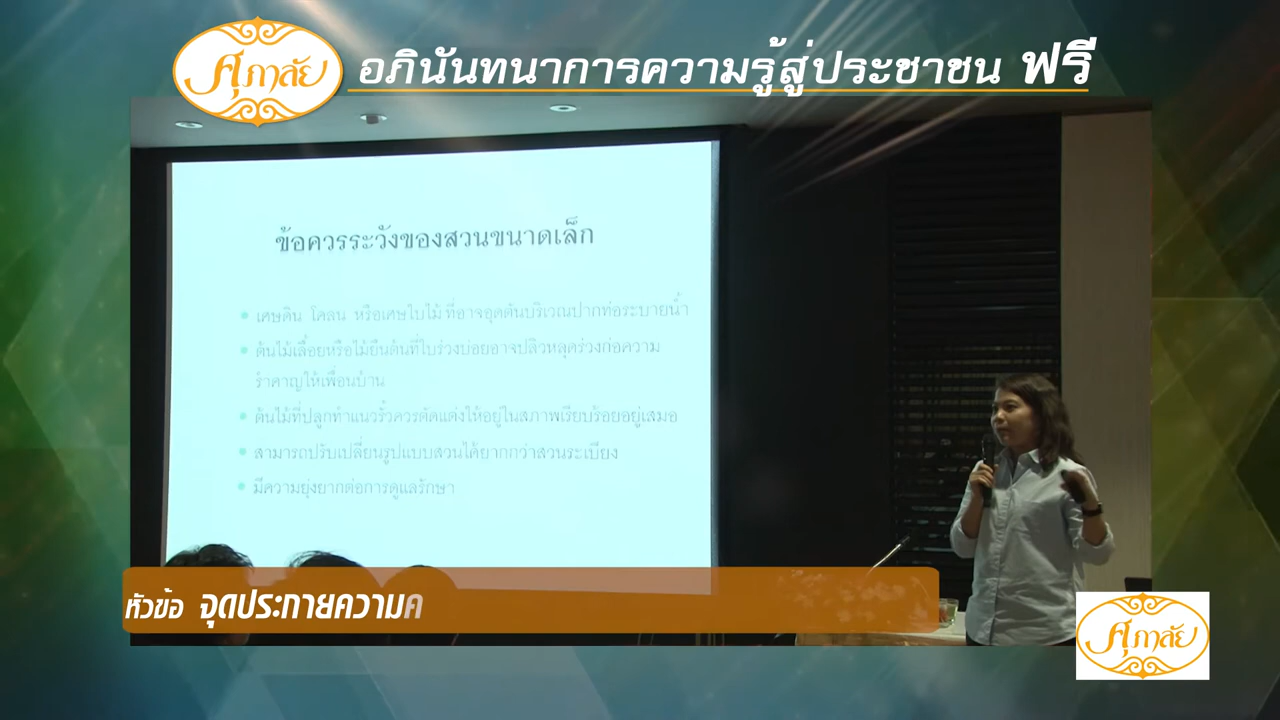 ศุภาลัย
อภินันทนาการความรู้สู่ประชาชน ฟรี
ข้อควรระวังของสวนขนาดเล็ก
• เศษดิน โคลน หรือเศษใบไม้ ที่อาจอุดตันบริเวณปากท่อระบายน้ำ
• ต้นไม้เลื้อยหรือไม้ยืนต้นที่ใบร่วงบ่อยอาจปลิวหลุดร่วงก่อความ
รำคาญให้เพื่อนบ้าน
• ต้นไม้ที่ปลูกทำแนวรั้วควรตัดแต่งให้อยู่ในสภาพเรียบร้อยอยู่เสมอ
• สามารถปรับเปลี่ยนรูปแบบสวนได้ยากกว่าสวนระเบียง
• มีความยุ่งยากต่อการดูแลรักษา
หัวข้อ จุดประกายความค
ศุภาลัย